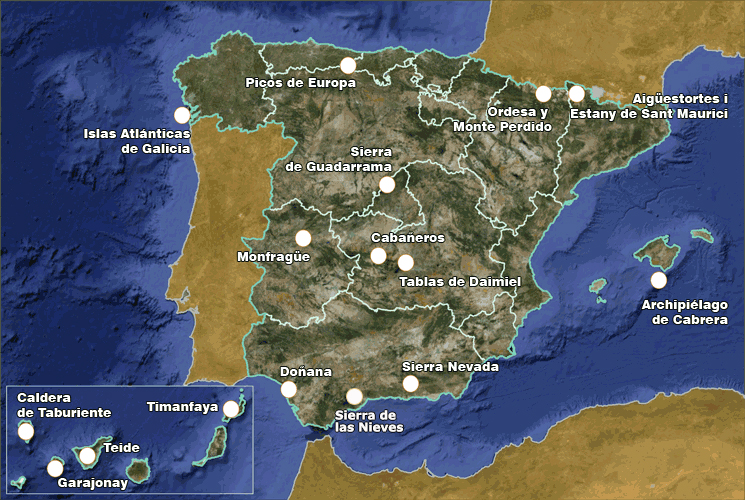 Picos de Europa
Ordesa y
Monte Perdido
Aigüestortes i
Estany de Sant Maurici
Islas Atlánticas
de Galicia
Sierra
de Guadarrama
Monfragüe
Cabañeros
Tablas de Daimiel
Archipiélago
de Cabrera
Doñana
Sierra Nevada
Sierra de
las Nieves
Caldera
de Taburiente
Timanfaya
Teide
Garajonay